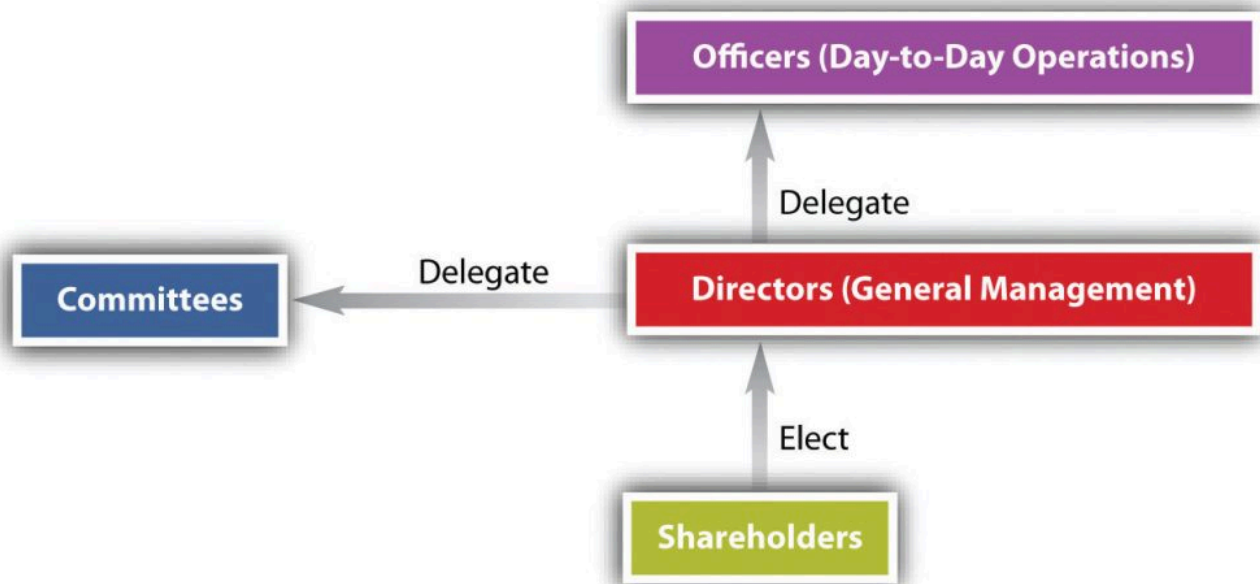 Officers (Day-to-Day Operations)
Delegate
Delegate
Committees
Directors (General Management)
Elect
Shareholders